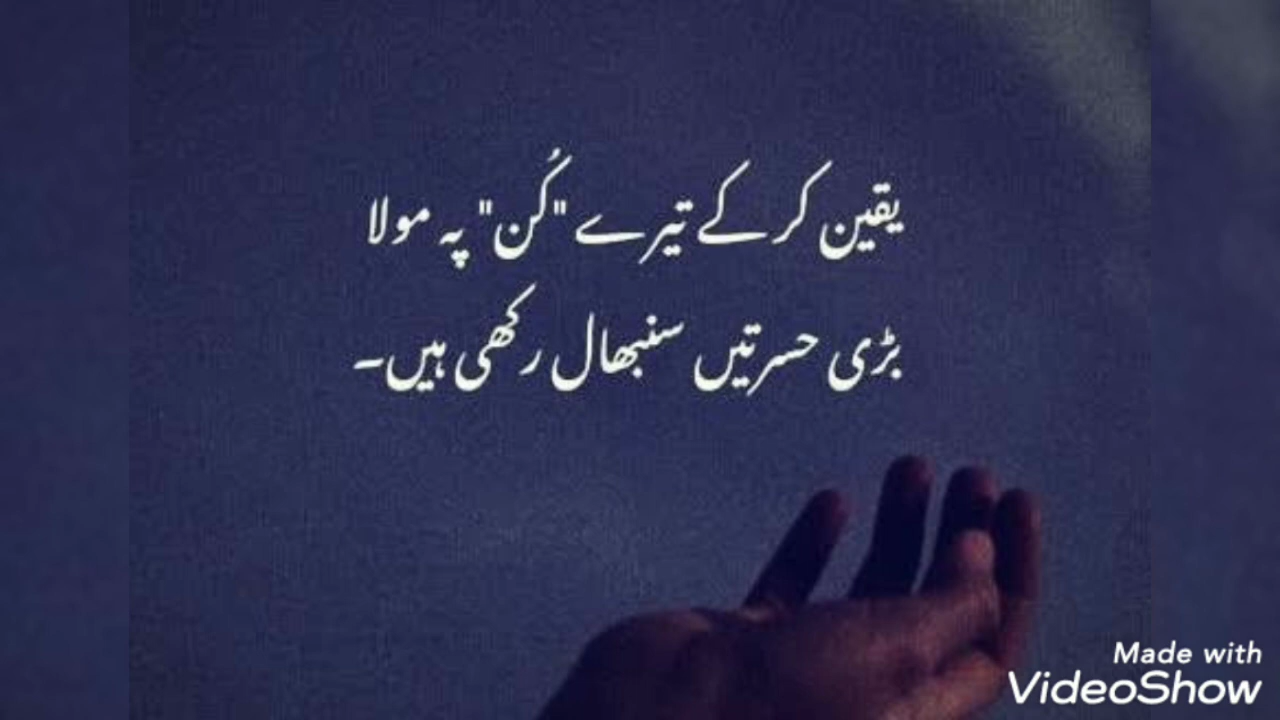 یقین کر کے تیرے "کُن" پہ مولا
بڑی حسرتیں سنبھال رکھی ہیں۔
Made with
VideoShow